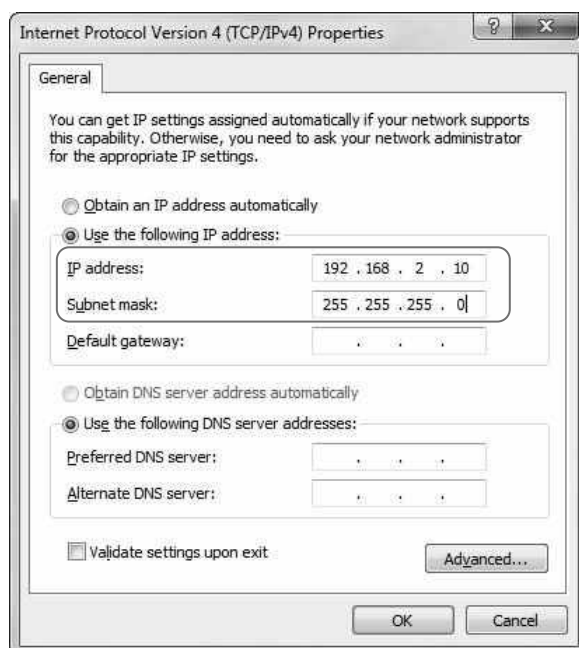 Internet Protocol Version 4 (TCP/IPv4) Properties
?
X
General
You can get IP settings assigned automatically if your network supports
this capability. Otherwise, you need to ask your network administrator
for the appropriate IP settings.
Obtain an IP address automatically
Use the following IP address:
IP address: 192 . 168 . 2 . 10
Subnet mask: 255 . 255 . 255 . 0
Default gateway: . . .
Obtain DNS server address automatically
Use the following DNS server addresses:
Preferred DNS server: . . .
Alternate DNS server: . . .
Validate settings upon exit
Advanced...
OK Cancel